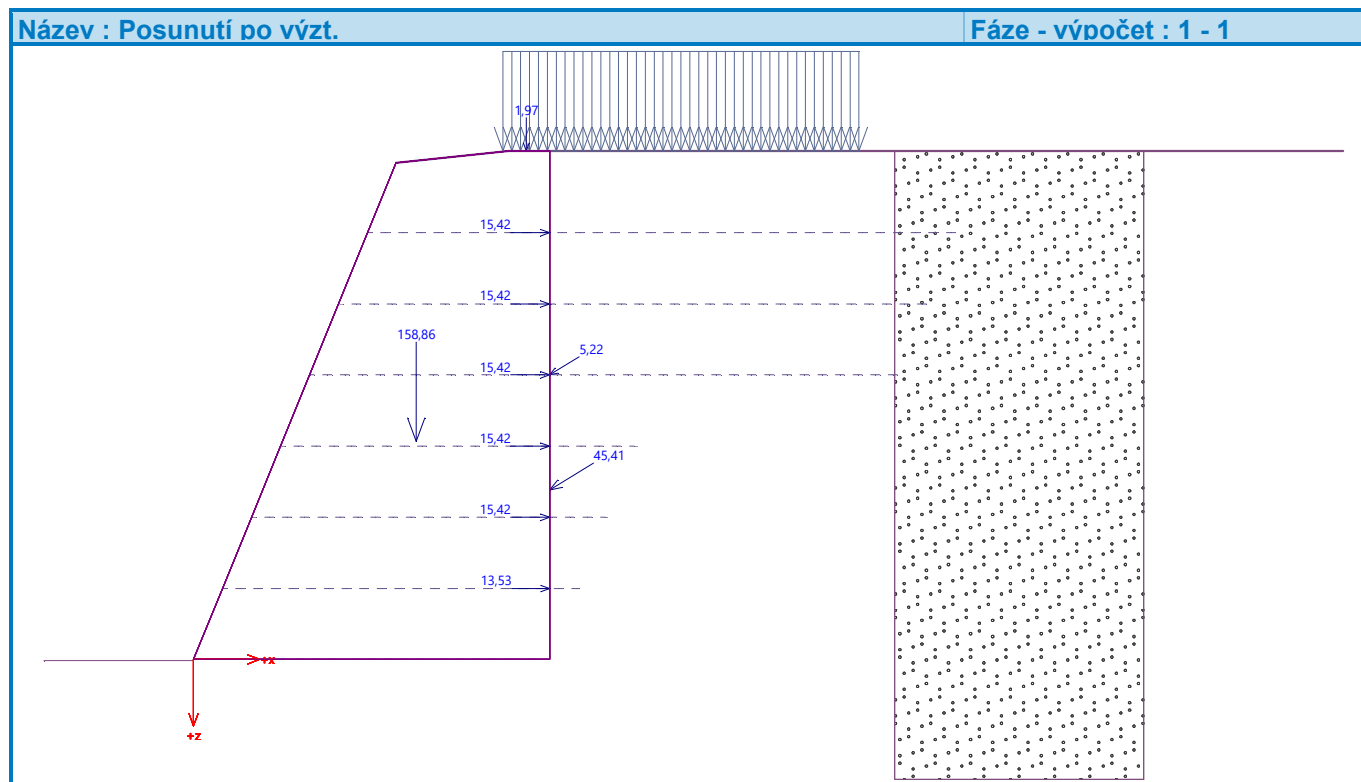 Název : Posunutí po výzt.
Fáze - výpočet : 1 - 1
1,97
15,42
15,42
158,86
5,22
15,42
15,42
45,41
15,42
13,53
+x
+z